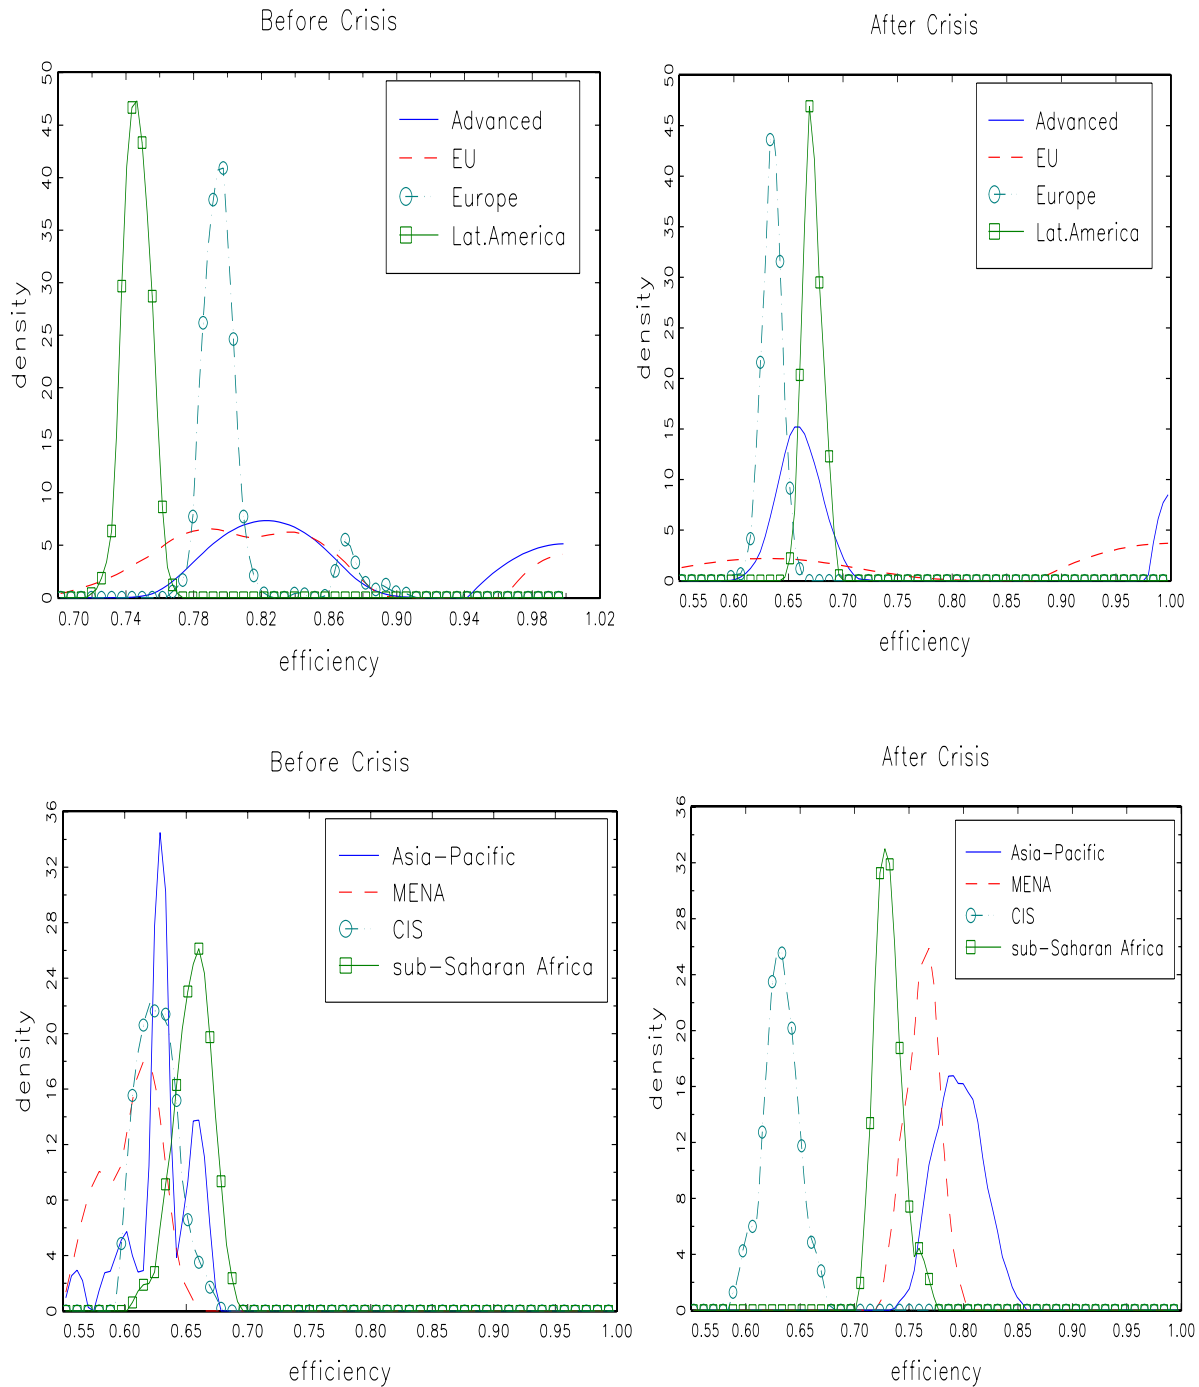 Before Crisis
50
45
40
35
30
25
20
15
10
5
0
density
Advanced
EU
Europe
Lat.America
0.70 0.74 0.78 0.82 0.86 0.90 0.94 0.98 1.02
efficiency
After Crisis
50
45
40
35
30
25
20
15
10
5
0
density
Advanced
EU
Europe
Lat.America
0.55 0.60 0.65 0.70 0.75 0.80 0.85 0.90 0.95 1.00
efficiency
Before Crisis
36
32
28
24
20
16
12
8
4
0
density
Asia-Pacific
MENA
CIS
sub-Saharan Africa
0.55 0.60 0.65 0.70 0.75 0.80 0.85 0.90 0.95 1.00
efficiency
After Crisis
36
32
28
24
20
16
12
8
4
0
density
Asia-Pacific
MENA
CIS
sub-Saharan Africa
0.55 0.60 0.65 0.70 0.75 0.80 0.85 0.90 0.95 1.00
efficiency